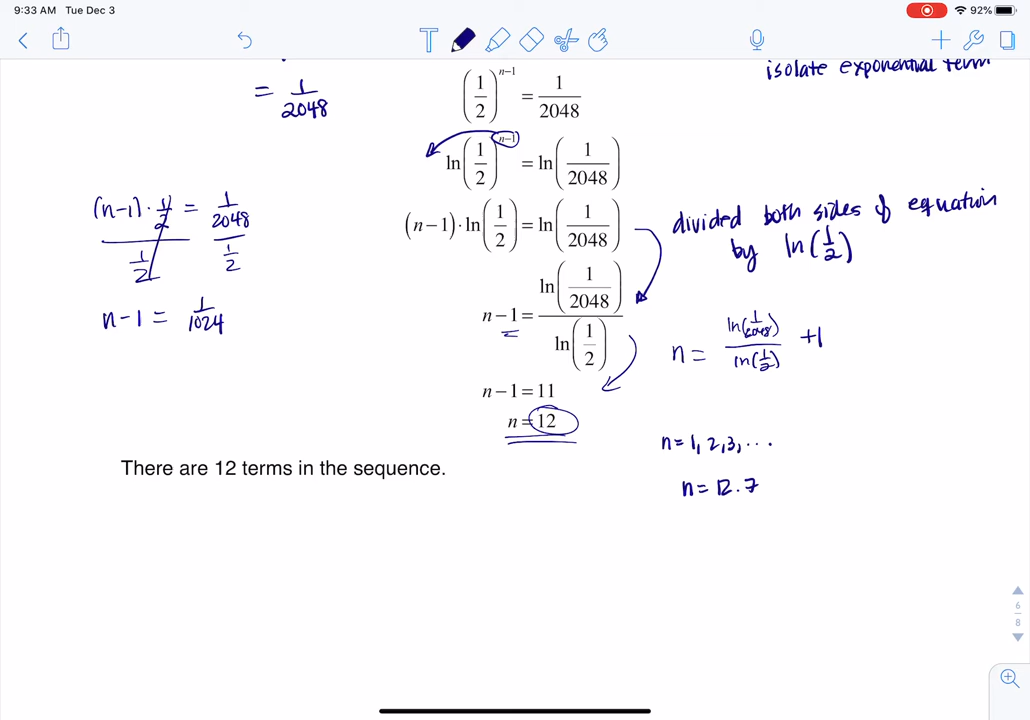 9:33 AM Tue Dec 3
92%
isolate exponential term
= 1/2048
(1/2)^(n−1) = 1/2048
ln(1/2)^(n−1) = ln(1/2048)
(n−1)·ln(1/2) = ln(1/2048)
n−1 = ln(1/2048) / ln(1/2)
n−1 = 11
n = 12
(n−1)·1/2 = 1/2048
1/2 1/2
n−1 = 1/1024
divided both sides of equation
by ln(1/2)
n = ln(1/2048) / ln(1/2) +1
n = 1, 2, 3, ...
n = 12.7
There are 12 terms in the sequence.
6
8